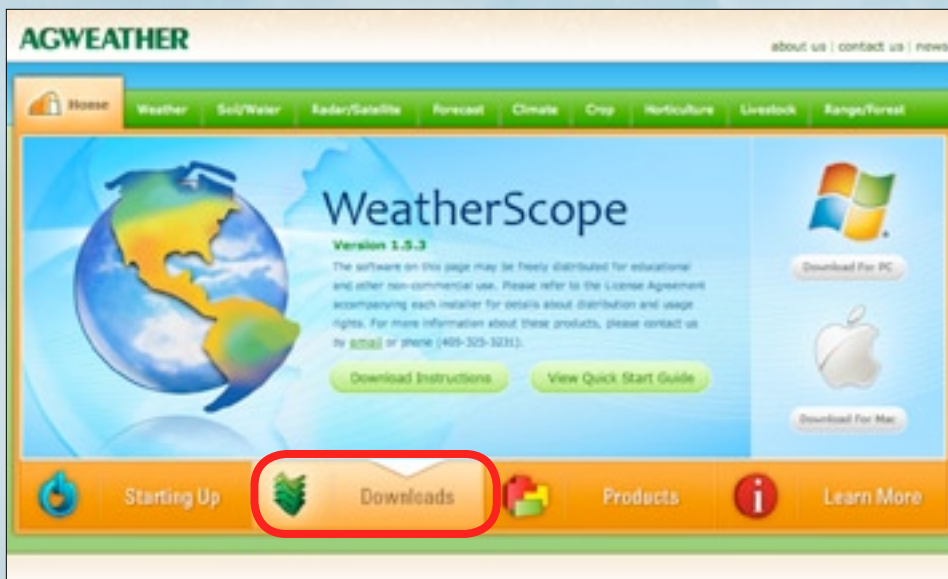 AGWEATHER
about us | contact us | news
Home Weather Soil/Water Radar/Satellite Forecast Climate Crop Horticulture Livestock Range/Forest
WeatherScope
Version 1.5.3
The software on this page may be freely distributed for educational
and other non-commercial use. Please refer to the License Agreement
accompanying each installer for details about distribution and usage
rights. For more information about these products, please contact us
by email or phone (405-325-3231).
Download Instructions View Quick Start Guide
Download For PC
Download For Mac
Starting Up Downloads Products Learn More